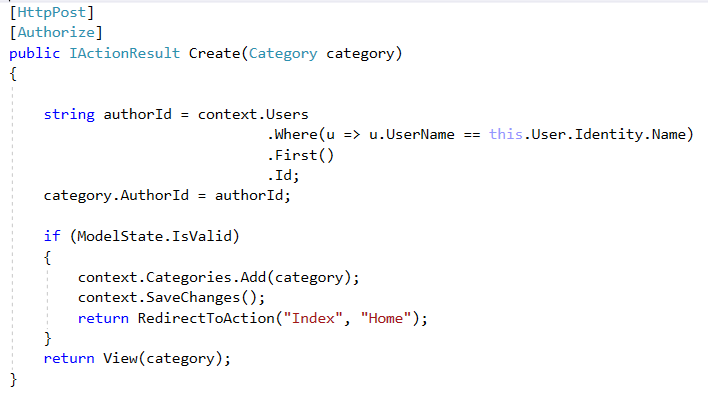 [HttpPost]
[Authorize]
public IActionResult Create(Category category)
{
string authorId = context.Users
.Where(u => u.UserName == this.User.Identity.Name)
.First()
.Id;
category.AuthorId = authorId;
if (ModelState.IsValid)
{
context.Categories.Add(category);
context.SaveChanges();
return RedirectToAction("Index", "Home");
}
return View(category);
}